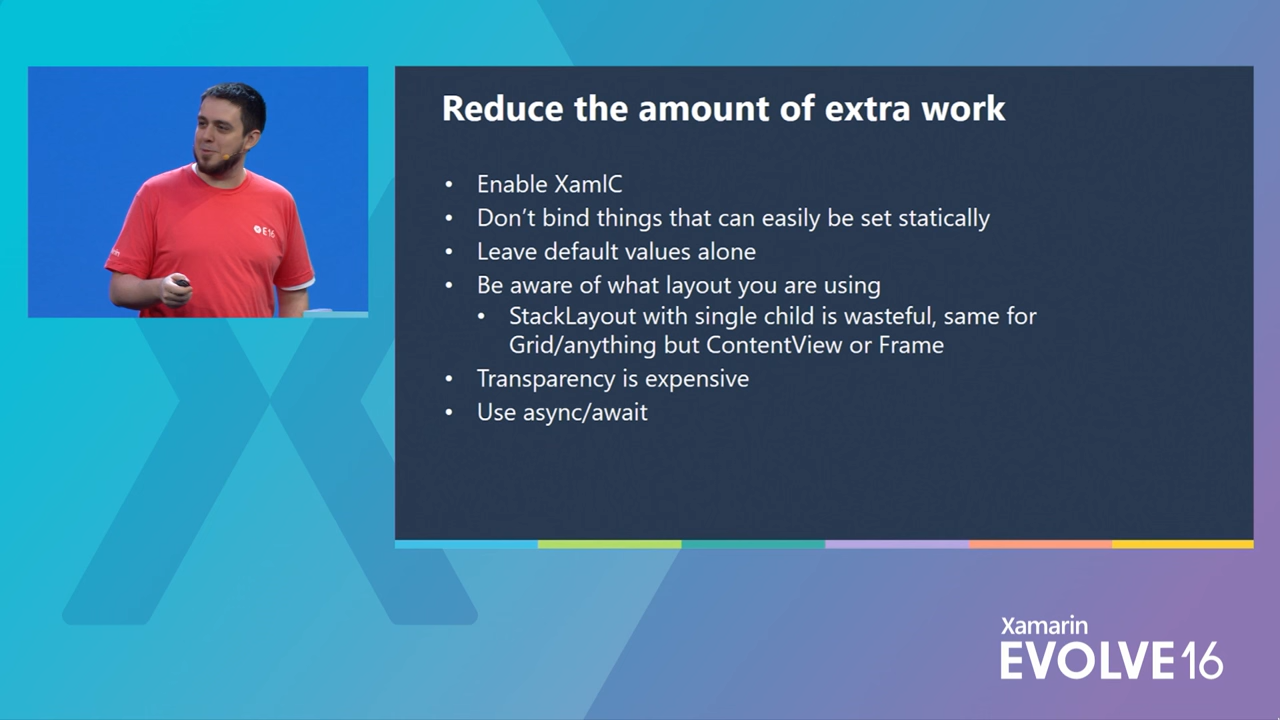 Reduce the amount of extra work
• Enable XamlC
• Don’t bind things that can easily be set statically
• Leave default values alone
• Be aware of what layout you are using
• StackLayout with single child is wasteful, same for
Grid/anything but ContentView or Frame
• Transparency is expensive
• Use async/await
E16
Xamarin
EVOLVE16